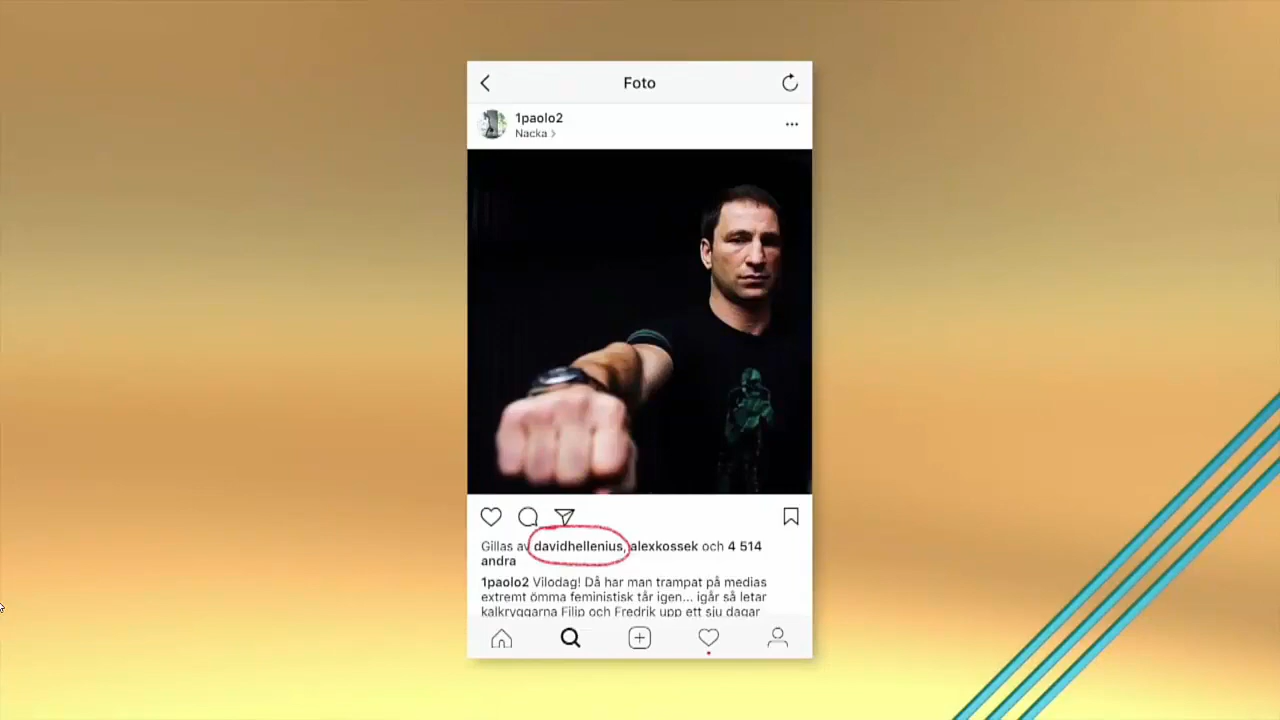 Foto
1paolo2
Nacka >
Gillas av davidhellenius, alexkossek och 4 514
andra
1paolo2 Vilodag! Då har man trampat på medias
extremt ömma feministisk tår igen... igår så letar
kalkryggarna Filip och Fredrik upp ett sju dagar